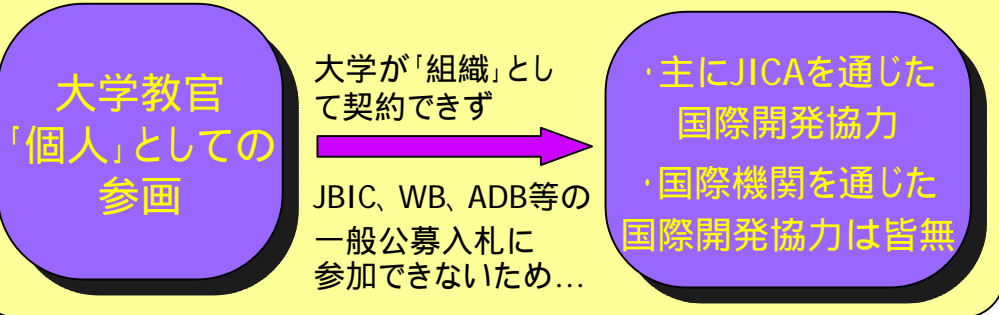 大学教官
「個人」としての
参画
大学が「組織」とし
て契約できず
JBIC、WB、ADB等の
一般公募入札に
参加できないため…
・主にJICAを通じた
国際開発協力
・国際機関を通じた
国際開発協力は皆無